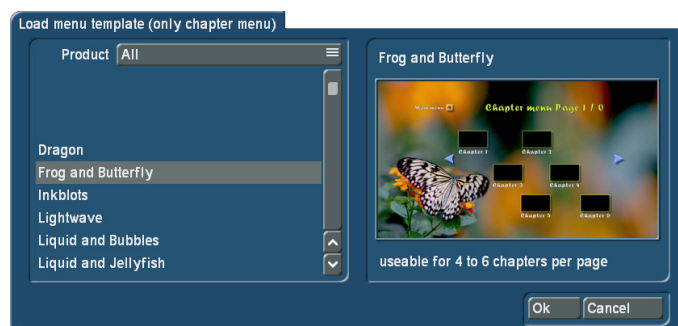 Load menu template (only chapter menu)
Product All
Dragon
Frog and Butterfly
Inkblots
Lightwave
Liquid and Bubbles
Liquid and Jellyfish
Frog and Butterfly
Main menu
Chapter menu Page 1 / 0
Chapter 1 Chapter 2
Chapter 3 Chapter 4
Chapter 5 Chapter 6
useable for 4 to 6 chapters per page
Ok Cancel